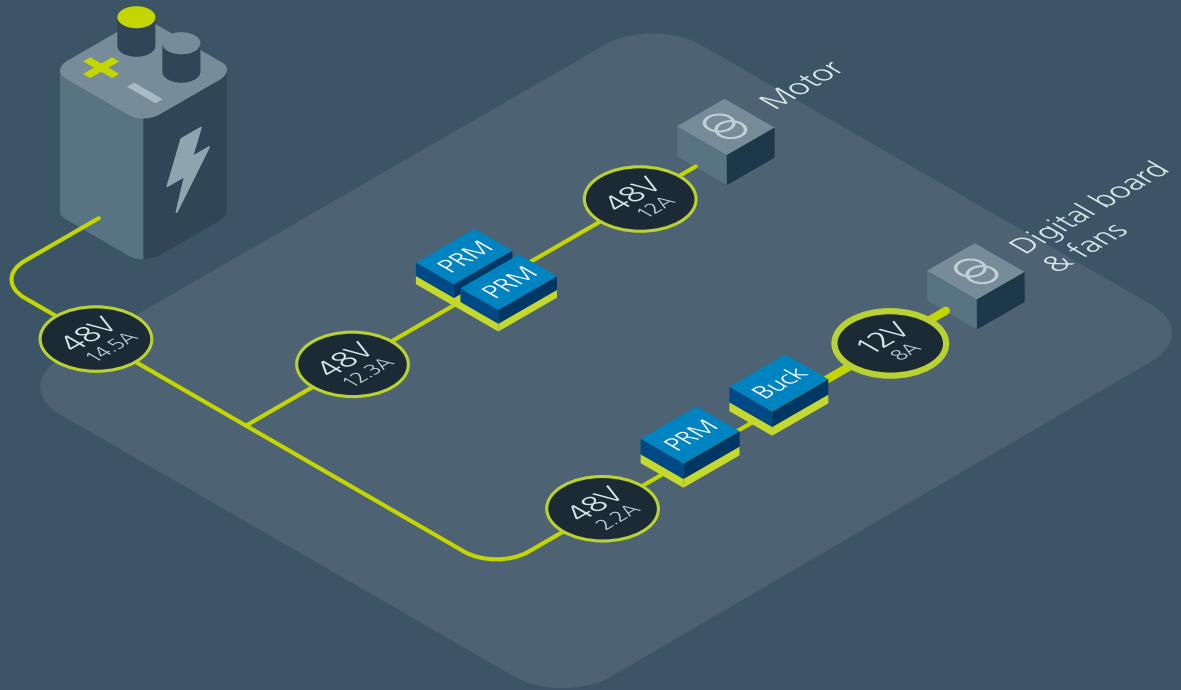 Motor
48V
12A
PRM
PRM
48V
12.3A
48V
14.5A
Digital board
& fans
12V
8A
Buck
PRM
48V
2.2A